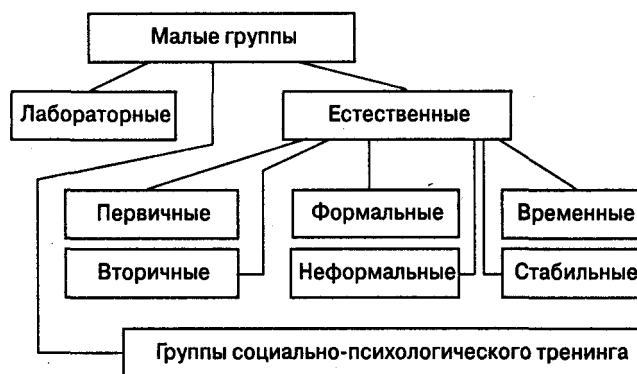 Малые группы
Лабораторные
Естественные
Первичные
Формальные
Временные
Вторичные
Неформальные
Стабильные
Группы социально-психологического тренинга